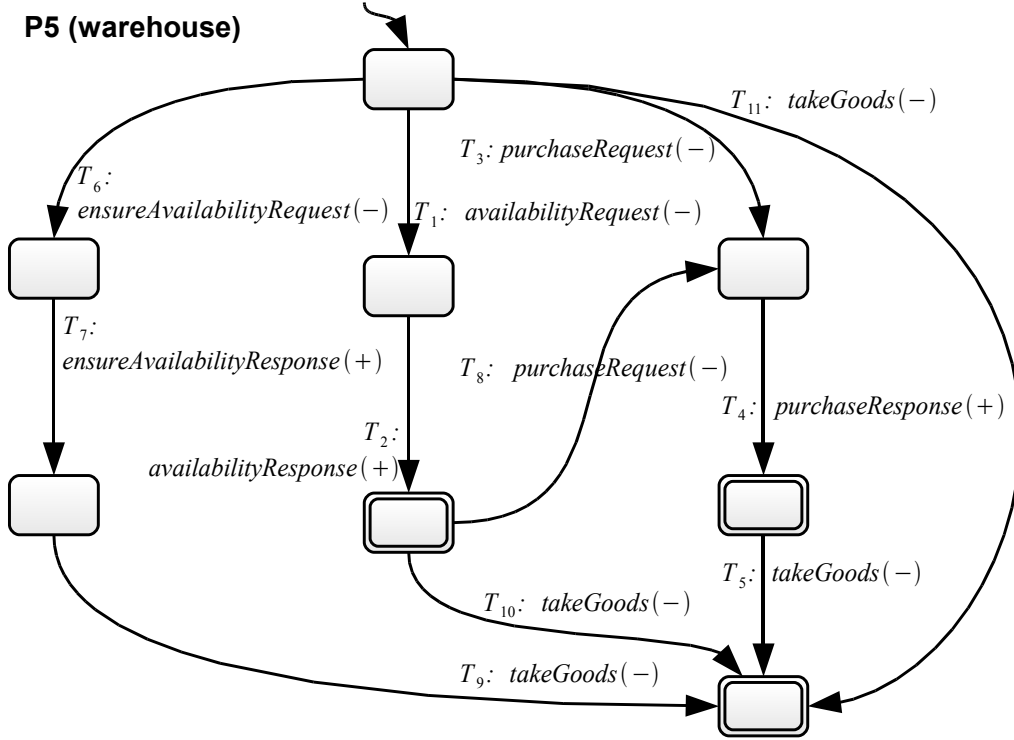 P5 (warehouse)
T₁₁: takeGoods(−)
T₃: purchaseRequest(−)
T₆:
ensureAvailabilityRequest(−)
T₁: availabilityRequest(−)
T₇:
ensureAvailabilityResponse(+)
T₈: purchaseRequest(−)
T₄: purchaseResponse(+)
T₂:
availabilityResponse(+)
T₅: takeGoods(−)
T₁₀: takeGoods(−)
T₉: takeGoods(−)